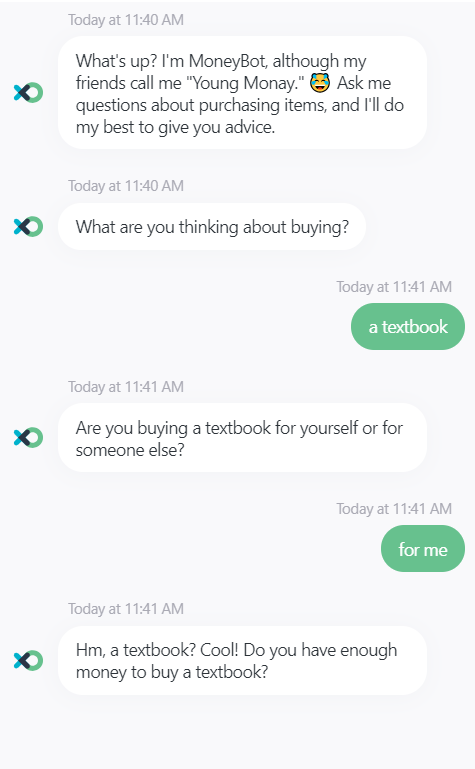 Today at 11:40 AM
What's up? I'm MoneyBot, although my
friends call me "Young Monay." 😹 Ask me
questions about purchasing items, and I'll do
my best to give you advice.
Today at 11:40 AM
What are you thinking about buying?
Today at 11:41 AM
a textbook
Today at 11:41 AM
Are you buying a textbook for yourself or for
someone else?
Today at 11:41 AM
for me
Today at 11:41 AM
Hm, a textbook? Cool! Do you have enough
money to buy a textbook?